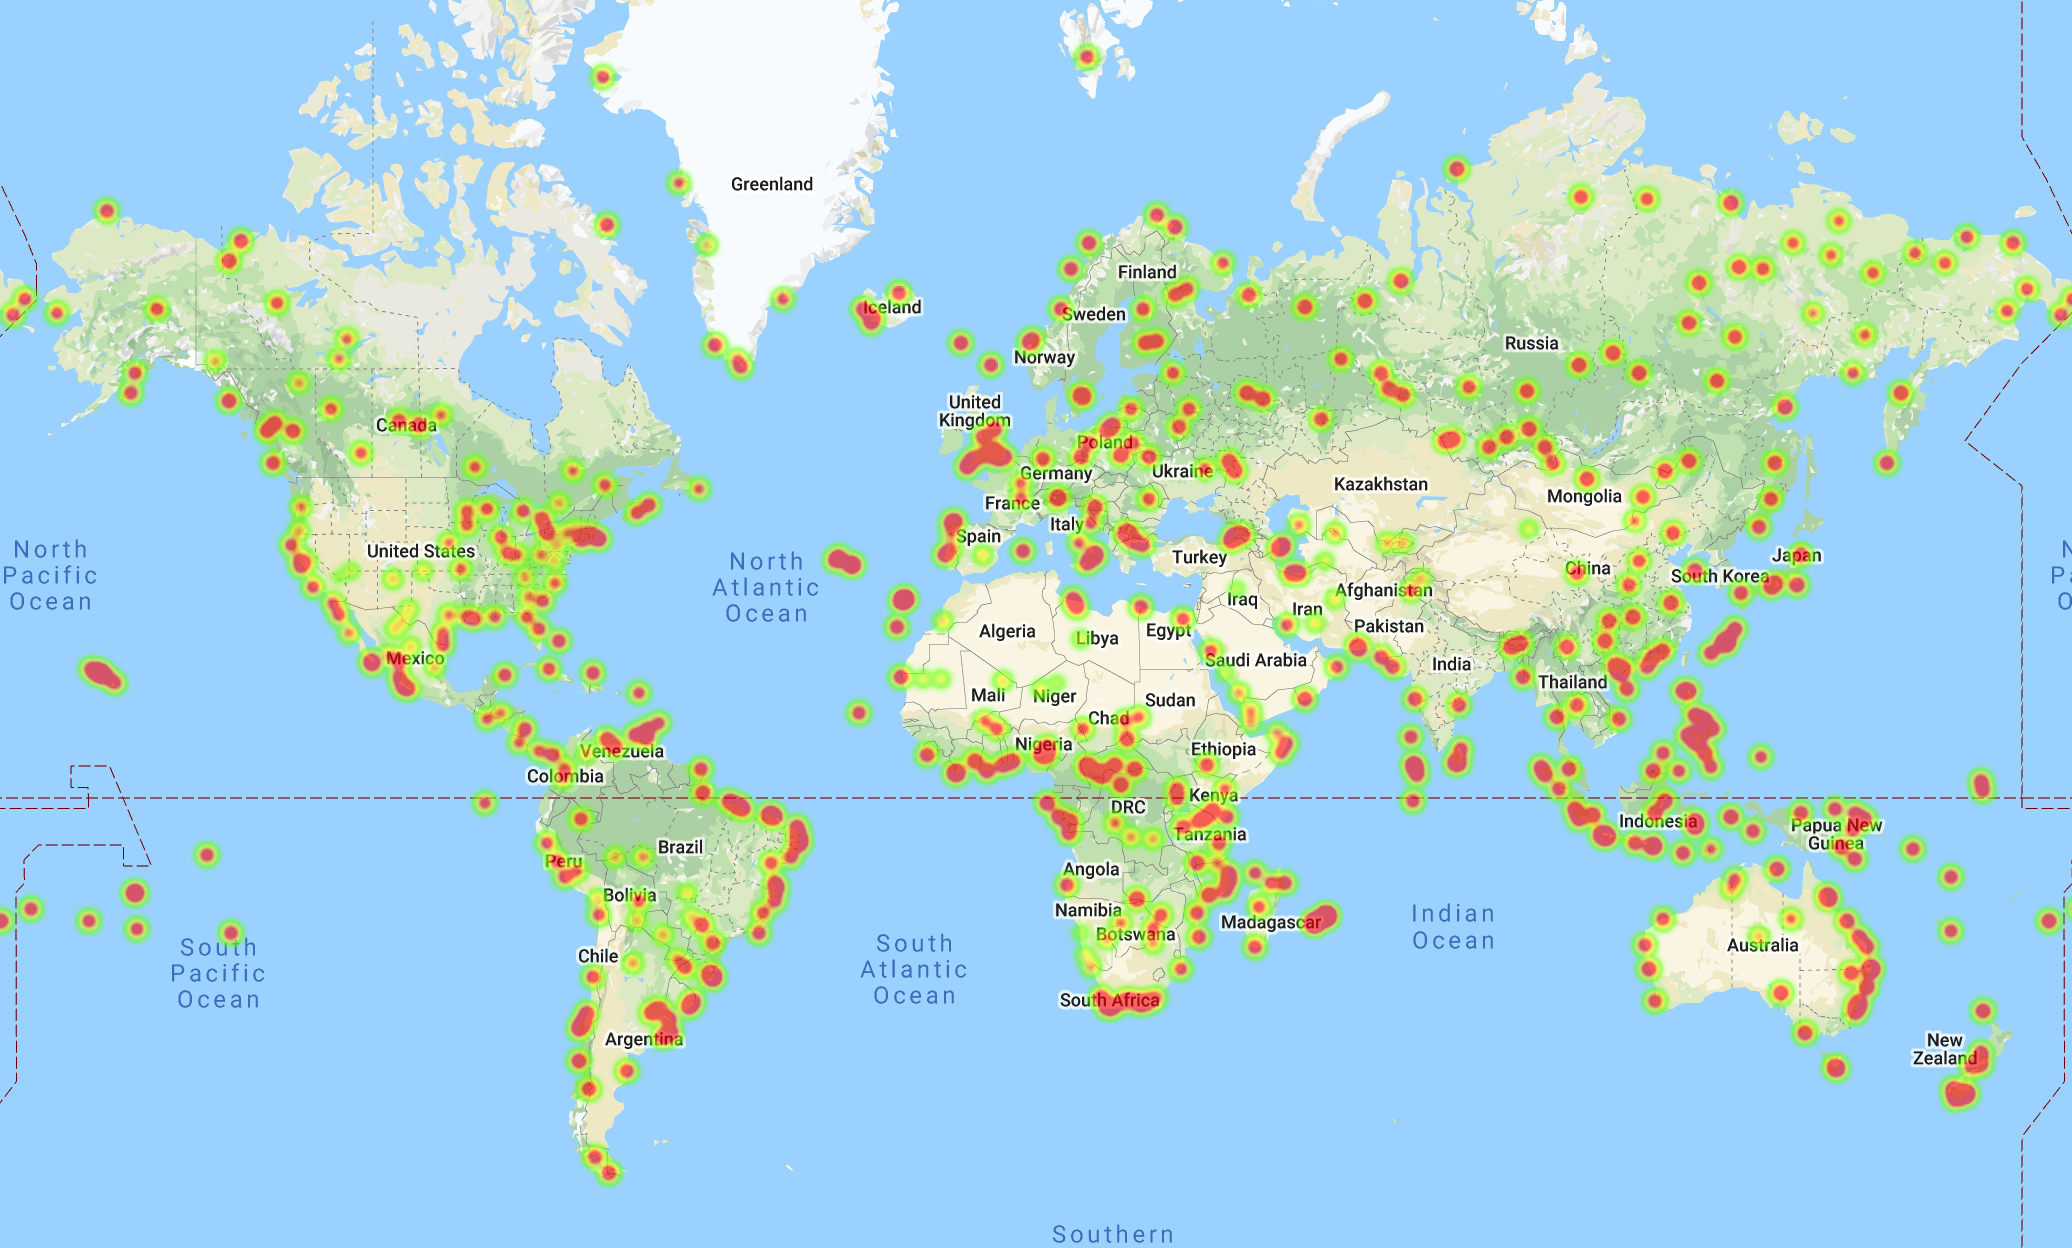 Greenland
Iceland
Finland
Sweden
Norway
Russia
United
Kingdom
Canada
Poland
Germany
Ukraine
Kazakhstan
Mongolia
France
Italy
Spain
North
Pacific
Ocean
United States
North
Atlantic
Ocean
Turkey
Japan
China
South Korea
Afghanistan
Iraq
Iran
Algeria
Libya
Egypt
Pakistan
Mexico
Saudi Arabia
India
Thailand
Mali
Niger
Sudan
Chad
Nigeria
Ethiopia
Venezuela
Colombia
DRC
Kenya
Tanzania
Indonesia
Papua New
Guinea
Brazil
Peru
Angola
Bolivia
Namibia
Botswana
Madagascar
Indian
Ocean
Australia
South
Pacific
Ocean
Chile
South
Atlantic
Ocean
South Africa
Argentina
New
Zealand
Southern